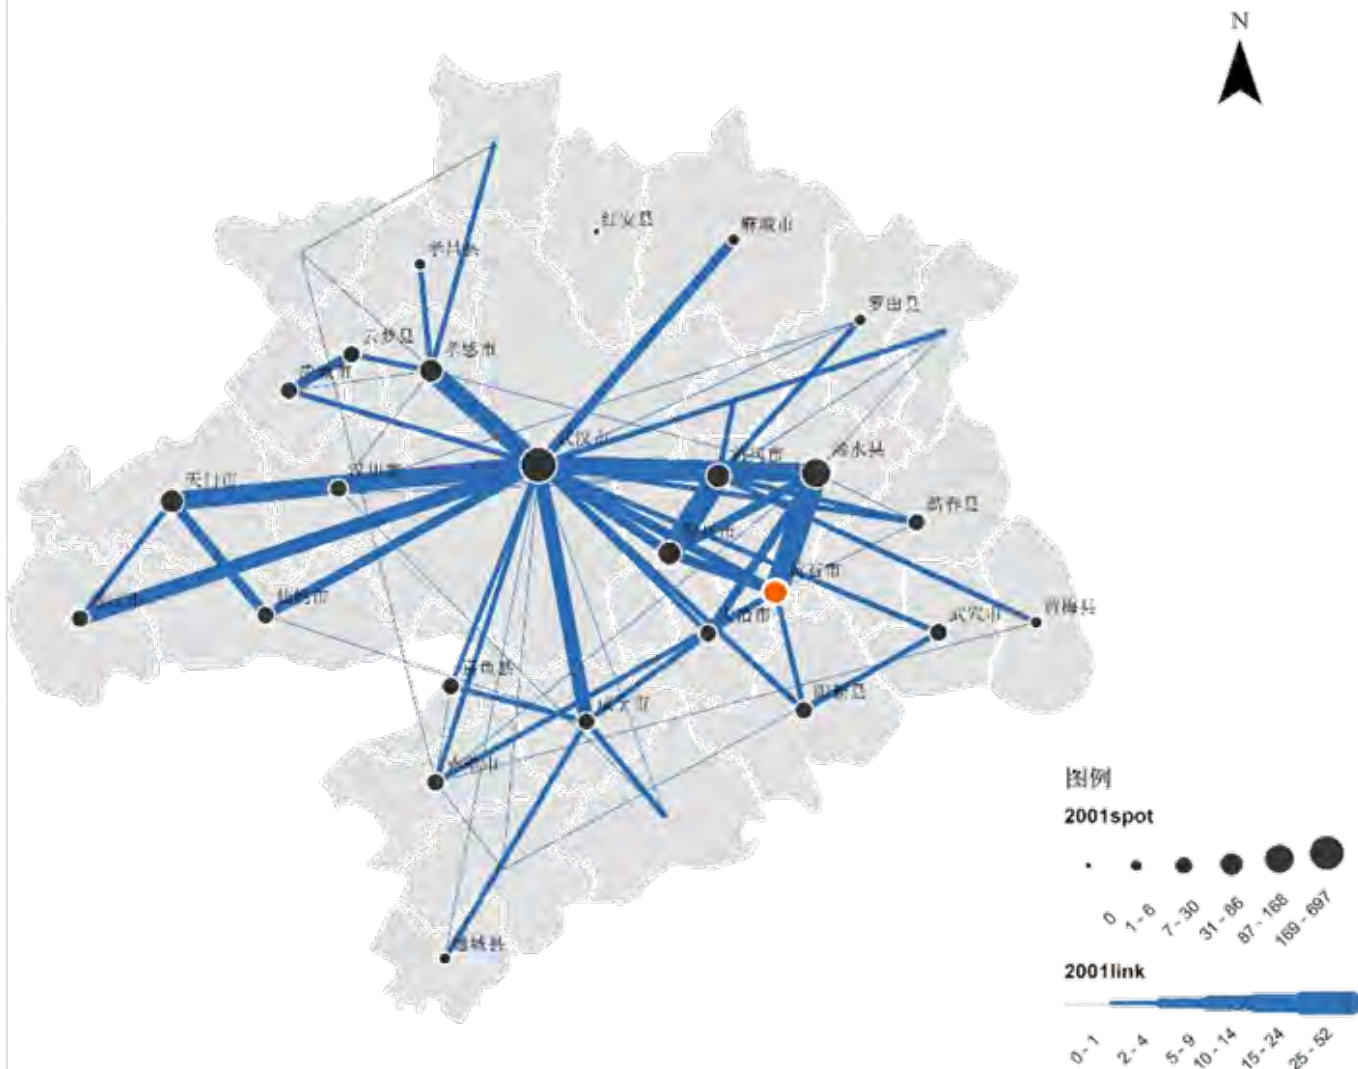 N
红安县
麻城市
孝昌县
罗田县
云梦县
孝感市
武汉市
浠水县
汉川市
天门市
蕲春县
黄石市
仙桃市
黄梅县
武穴市
大冶市
嘉鱼县
阳新县
咸宁市
赤壁市
通城县
图例
2001spot
0
1 - 6
7 - 30
31 - 86
87 - 168
169 - 697
2001link
0 - 1
2 - 4
5 - 9
10 - 14
15 - 24
25 - 52